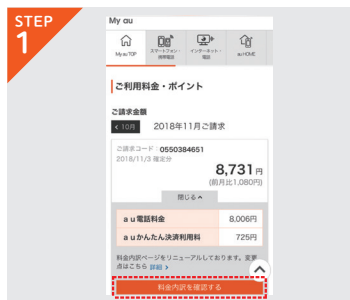 STEP
1
My au
My au TOP
スマートフォン・
携帯電話
インターネット・
電話
au HOME
ご利用料金・ポイント
ご請求金額
< 10月
2018年11月ご請求
ご請求コード：0550384651
2018/11/3 確定分
8,731 円
(前月比1,080円)
閉じる ^
au電話料金 8,006円
auかんたん決済利用料 725円
料金内訳ページをリニューアルしております。変更
点はこちら 詳細 >
料金内訳を確認する